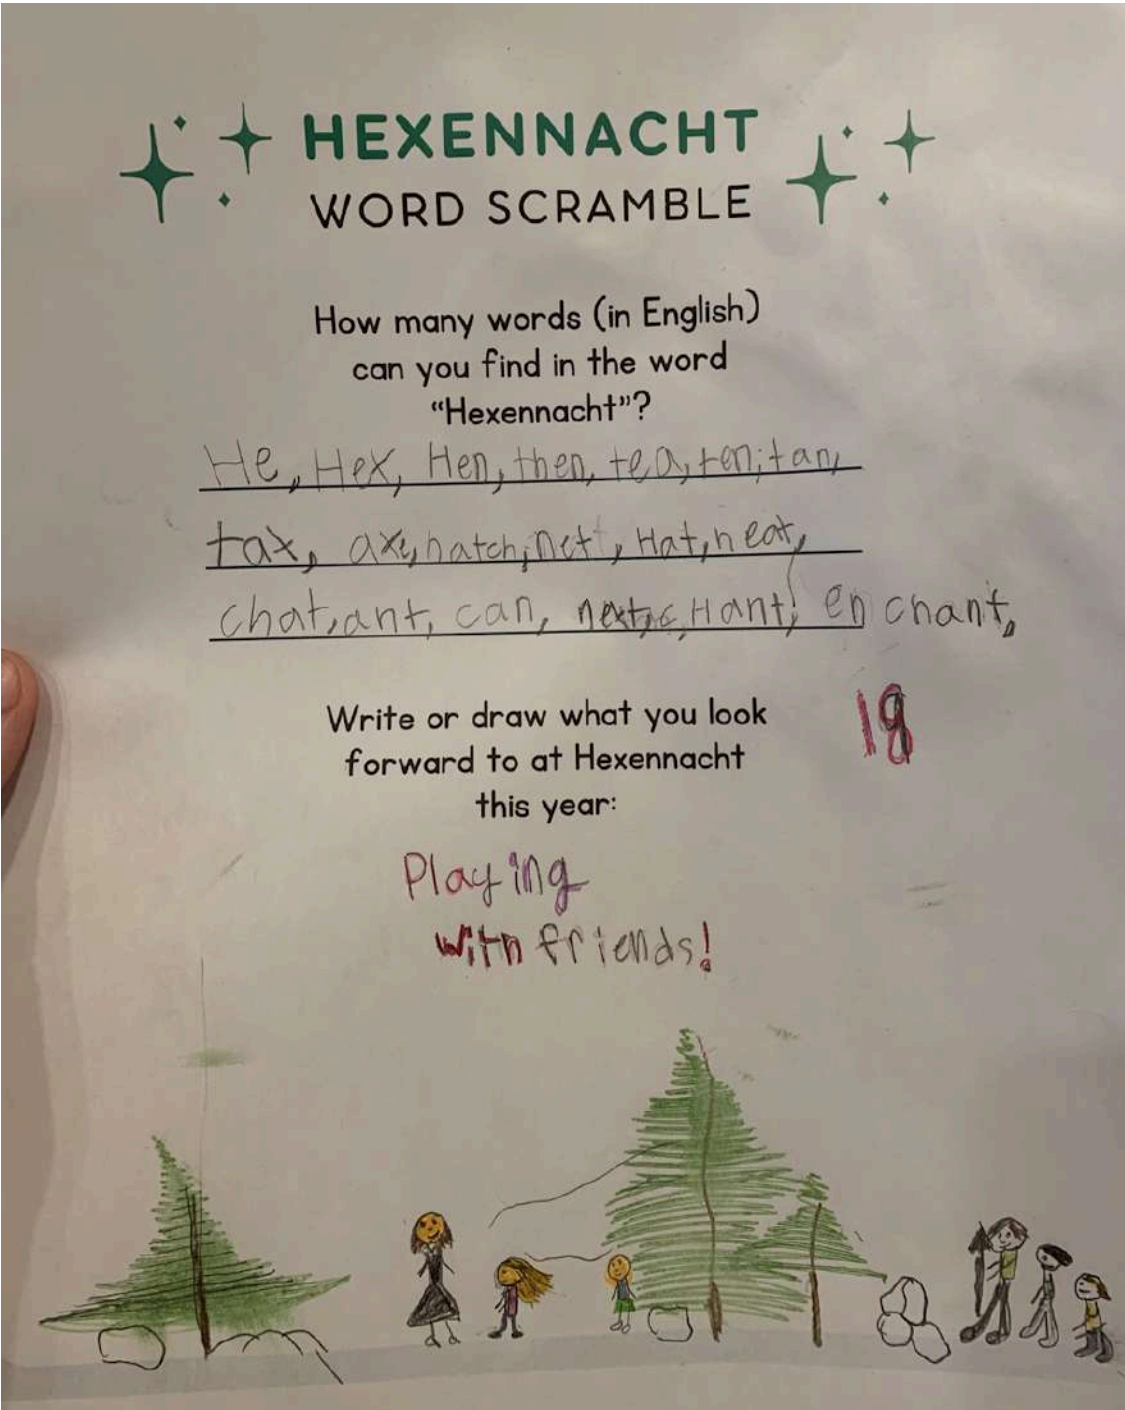 HEXENNACHT
WORD SCRAMBLE
How many words (in English)
can you find in the word
“Hexennacht”?
He, Hex, Hen, then, tea, ten, tan,
tax, axe, hatch, net, Hat, neat,
chat, ant, can, next, c, Hant, en chant,
18
Write or draw what you look
forward to at Hexennacht
this year:
Playing
with friends!